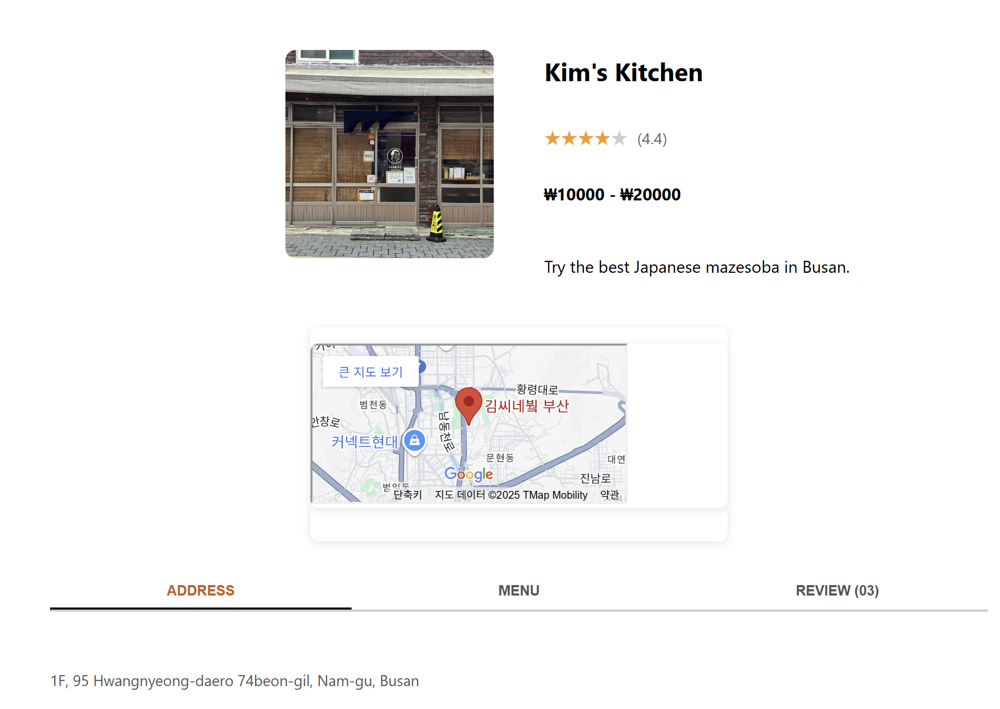 Kim's Kitchen
★★★★★ (4.4)
₩10000 - ₩20000
Try the best Japanese mazesoba in Busan.
큰 지도 보기
황령대로
범천동
김씨네붴 부산
안창로
남동천로
커넥트현대
문현동
대연
Google
진남로
범일동
단축키 지도 데이터 ©2025 TMap Mobility 약관
ADDRESS MENU REVIEW (03)
1F, 95 Hwangnyeong-daero 74beon-gil, Nam-gu, Busan